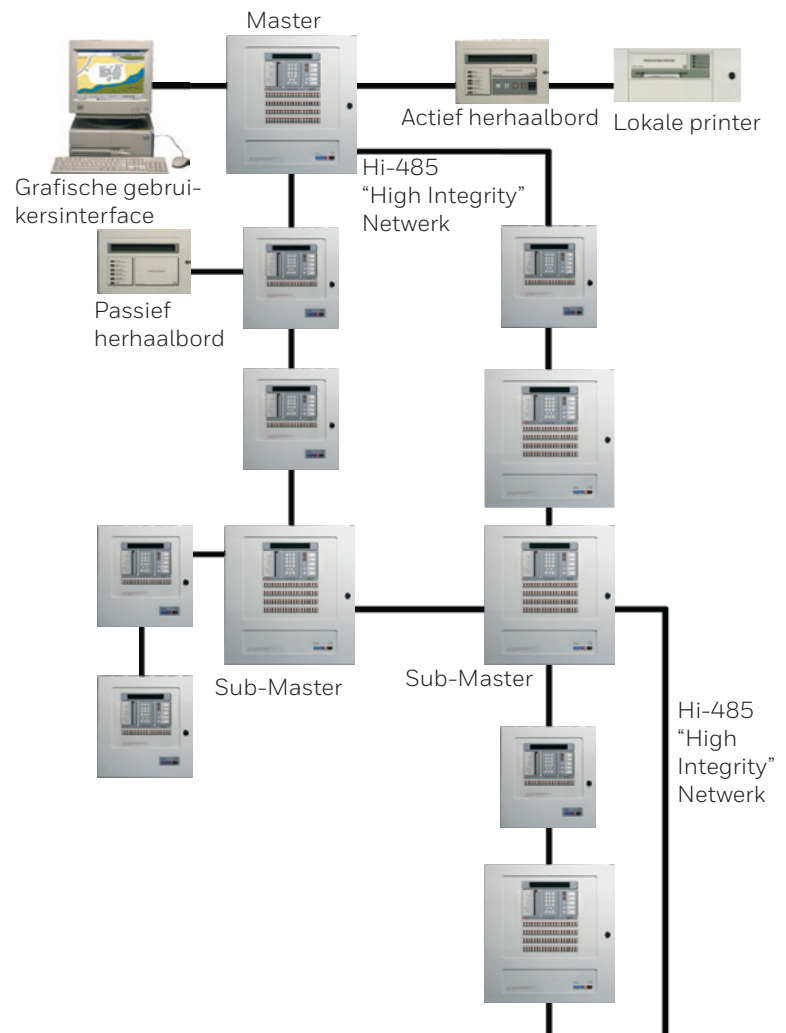 Master
Actief herhaalbord
Lokale printer
Grafische gebrui-
kersinterface
Hi-485
“High Integrity”
Netwerk
Passief
herhaalbord
Sub-Master
Sub-Master
Hi-485
“High
Integrity”
Netwerk